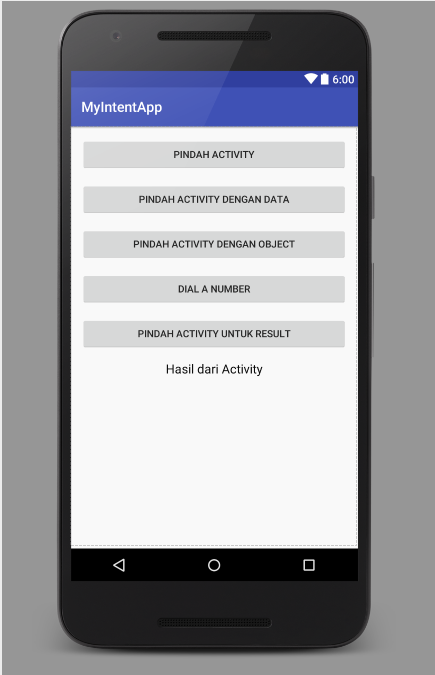 6:00
MyIntentApp
PINDAH ACTIVITY
PINDAH ACTIVITY DENGAN DATA
PINDAH ACTIVITY DENGAN OBJECT
DIAL A NUMBER
PINDAH ACTIVITY UNTUK RESULT
Hasil dari Activity